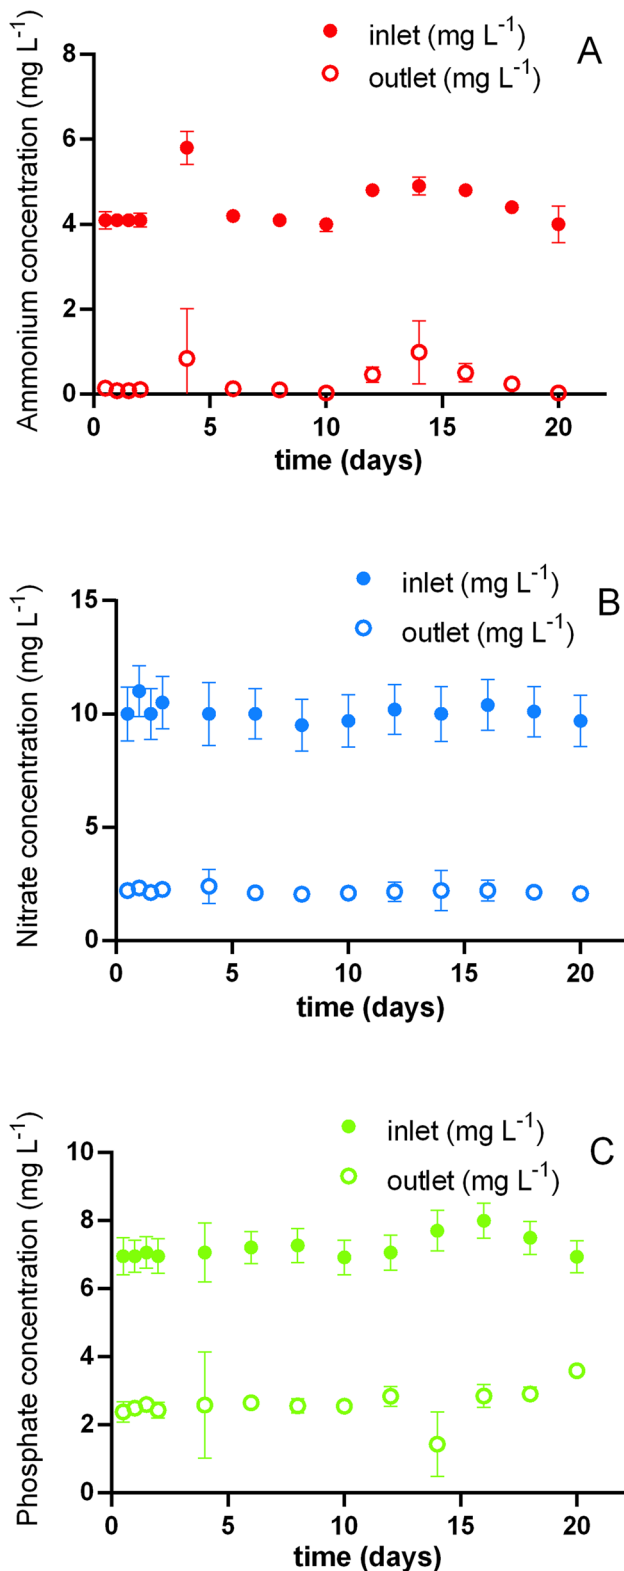 inlet (mg L⁻¹)
outlet (mg L⁻¹)
A
Ammonium concentration (mg L⁻¹)
8
6
4
2
0
0 5 10 15 20
time (days)
inlet (mg L⁻¹)
outlet (mg L⁻¹)
B
Nitrate concentration (mg L⁻¹)
15
10
5
0
0 5 10 15 20
time (days)
inlet (mg L⁻¹)
outlet (mg L⁻¹)
C
Phosphate concentration (mg L⁻¹)
10
8
6
4
2
0
0 5 10 15 20
time (days)